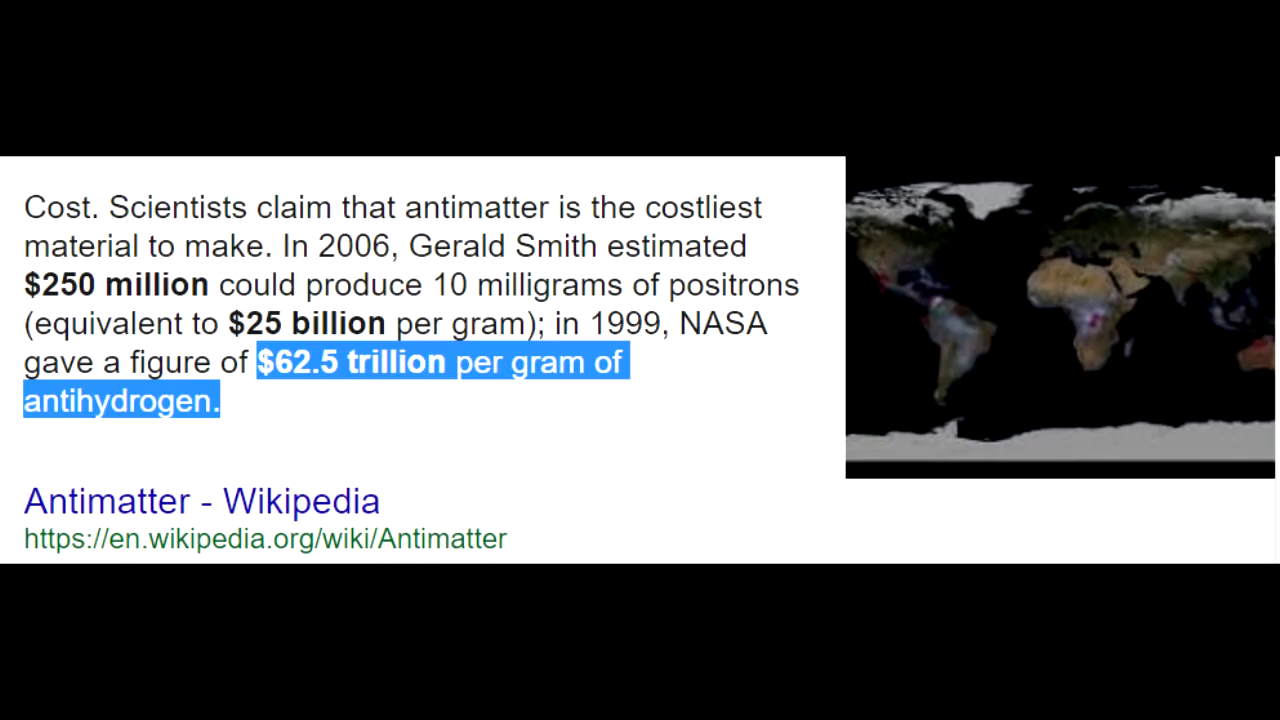 Cost. Scientists claim that antimatter is the costliest
material to make. In 2006, Gerald Smith estimated
$250 million could produce 10 milligrams of positrons
(equivalent to $25 billion per gram); in 1999, NASA
gave a figure of $62.5 trillion per gram of
antihydrogen.
Antimatter - Wikipedia
https://en.wikipedia.org/wiki/Antimatter